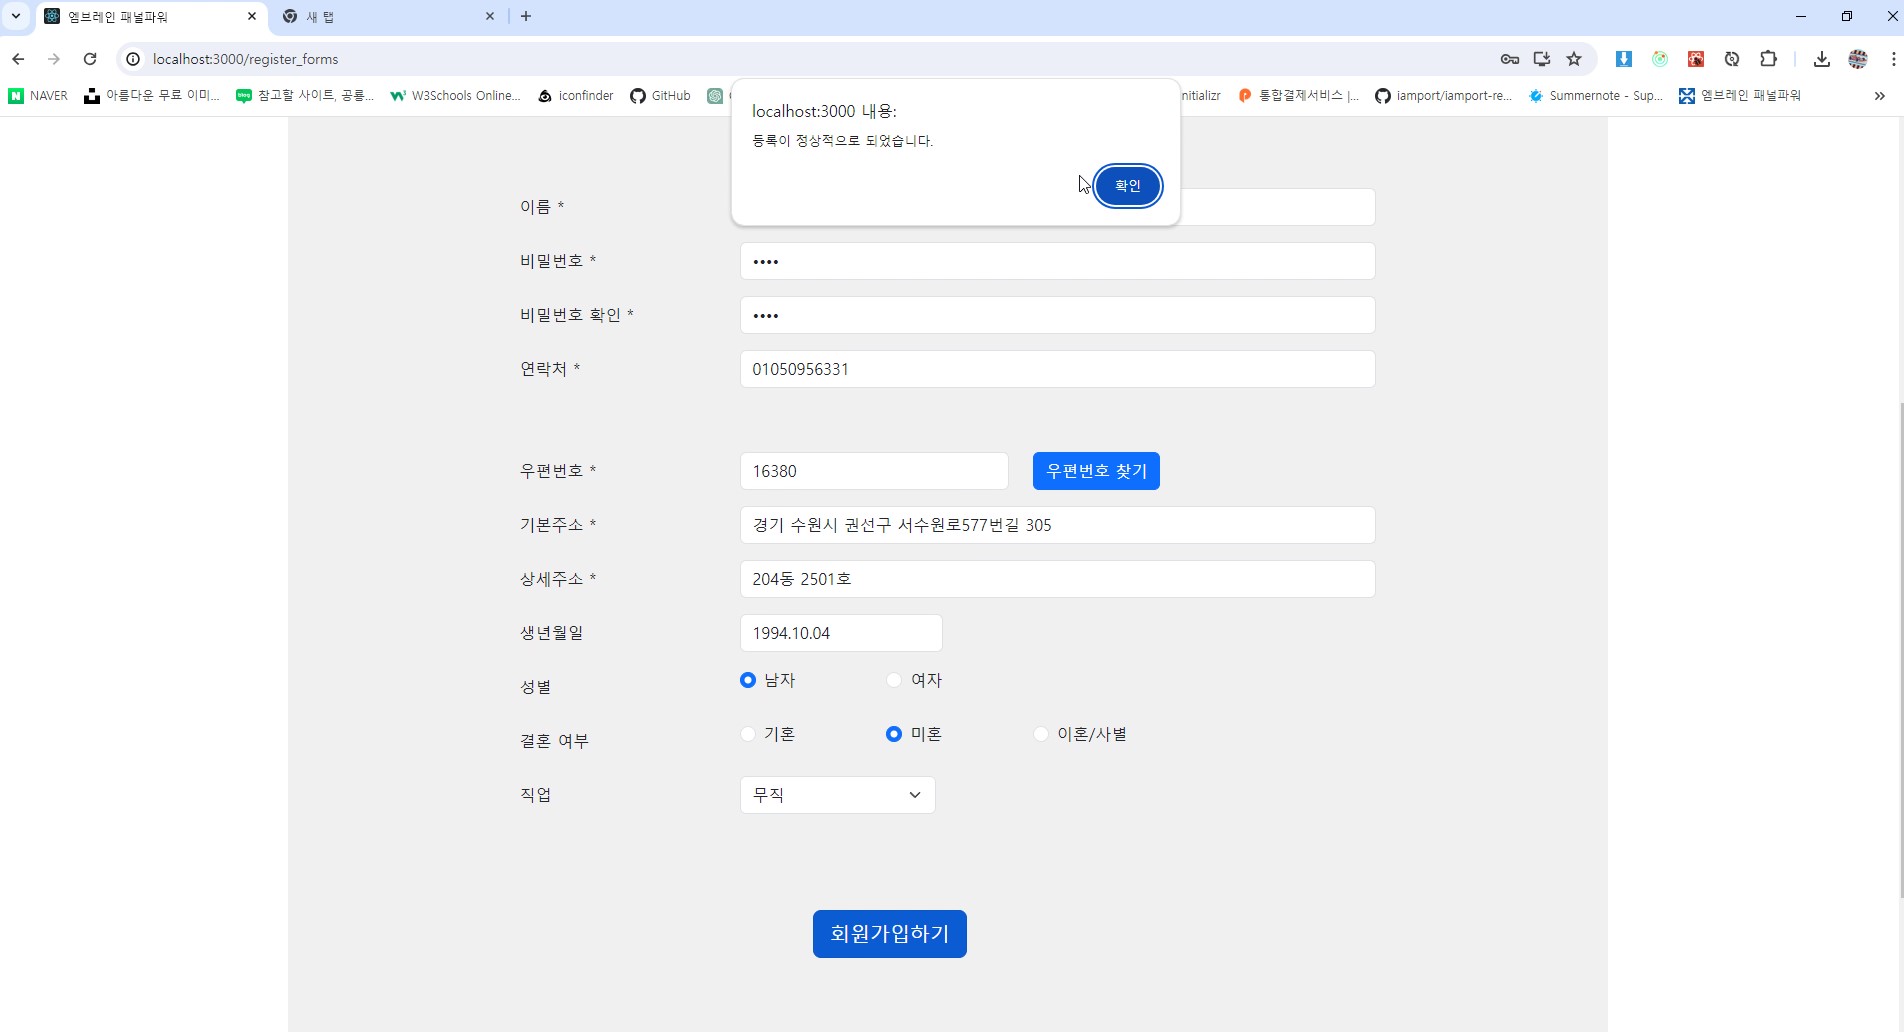 엠브레인 패널파워
새 탭
localhost:3000/register_forms
NAVER
아름다운 무료 이미...
참고할 사이트, 공룡...
W3Schools Online...
iconfinder
GitHub
통합결제서비스 |...
iamport/iamport-re...
Summernote - Sup...
엠브레인 패널파워
localhost:3000 내용:
등록이 정상적으로 되었습니다.
확인
이름 *
비밀번호 *
비밀번호 확인 *
연락처 *
01050956331
우편번호 *
16380
우편번호 찾기
기본주소 *
경기 수원시 권선구 서수원로577번길 305
상세주소 *
204동 2501호
생년월일
1994.10.04
성별
남자
여자
결혼 여부
기혼
미혼
이혼/사별
직업
무직
회원가입하기